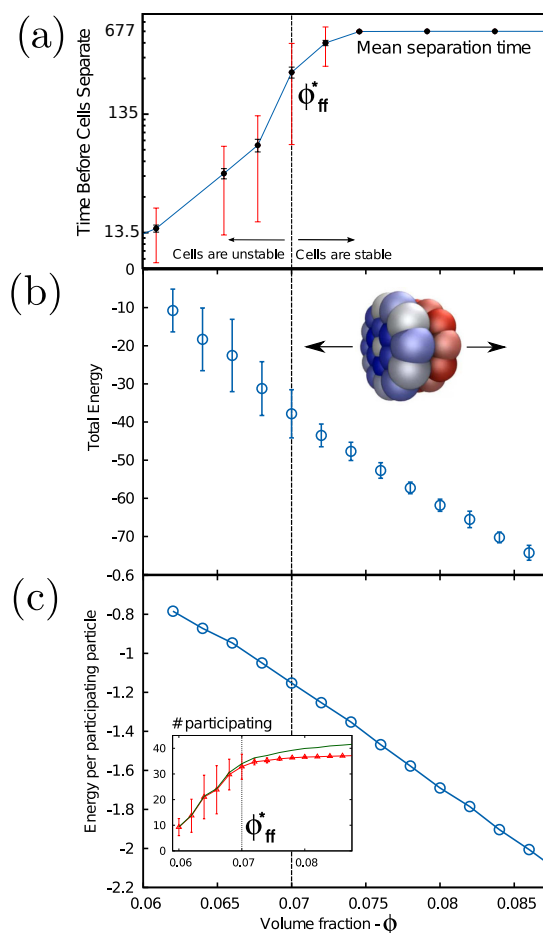 (a)
Time Before Cells Separate
677
135
13.5
0
Mean separation time
ϕ*ff
Cells are unstable
Cells are stable
(b)
Total Energy
-10
-20
-30
-40
-50
-60
-70
-0.6
(c)
Energy per participating particle
-0.8
-1
-1.2
-1.4
-1.6
-1.8
-2
-2.2
#participating
40
30
20
10
0
0.06 0.07 0.08
ϕ*ff
0.06 0.065 0.07 0.075 0.08 0.085
Volume fraction - ϕ